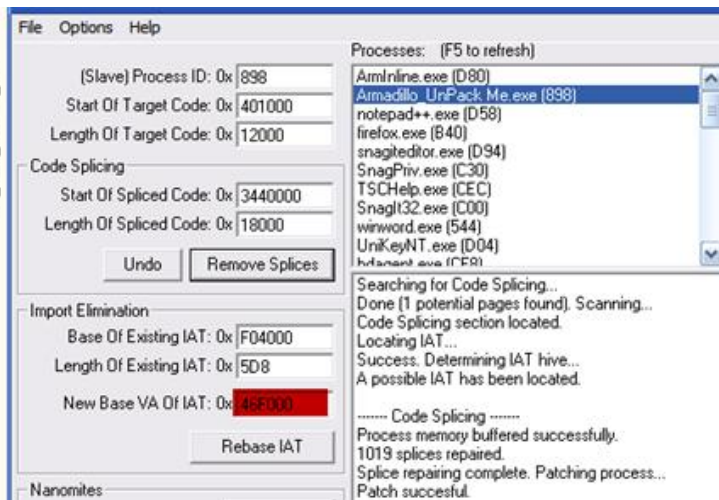 File Options Help
(Slave) Process ID: 0x 898
Start Of Target Code: 0x 401000
Length Of Target Code: 0x 12000
Code Splicing
Start Of Spliced Code: 0x 3440000
Length Of Spliced Code: 0x 18000
Undo Remove Splices
Import Elimination
Base Of Existing IAT: 0x F04000
Length Of Existing IAT: 0x 5D8
New Base VA Of IAT: 0x 46F000
Rebase IAT
Nanomites
Processes: (F5 to refresh)
ArmInline.exe (D80)
Armadillo_UnPack Me.exe (898)
notepad++.exe (D58)
firefox.exe (B40)
snagiteditor.exe (D94)
SnagPriv.exe (C30)
TSCHelp.exe (CEC)
SnagIt32.exe (C00)
winword.exe (544)
UniKeyNT.exe (D04)
bdagent.exe (CF8)
Searching for Code Splicing...
Done (1 potential pages found). Scanning...
Code Splicing section located.
Locating IAT...
Success. Determining IAT hive...
A possible IAT has been located.
------- Code Splicing -------
Process memory buffered successfully.
1019 splices repaired.
Splice repairing complete. Patching process...
Patch succesful.